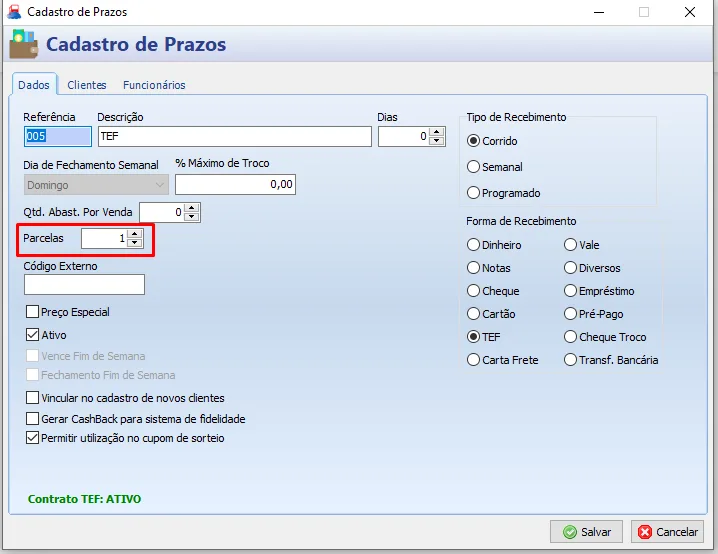 Cadastro de Prazos
Cadastro de Prazos
Dados Clientes Funcionários
Referência Descrição Dias Tipo de Recebimento
005 TEF 0 Corrido
Dia de Fechamento Semanal % Máximo de Troco Semanal
Domingo 0,00 Programado
Qtd. Abast. Por Venda 0
Forma de Recebimento
Parcelas 1
Dinheiro Vale
Código Externo Notas Diversos
Cheque Empréstimo
Preço Especial Cartão Pré-Pago
Ativo TEF Cheque Troco
Vence Fim de Semana Carta Frete Transf. Bancária
Fechamento Fim de Semana
Vincular no cadastro de novos clientes
Gerar CashBack para sistema de fidelidade
Permitir utilização no cupom de sorteio
Contrato TEF: ATIVO
Salvar Cancelar